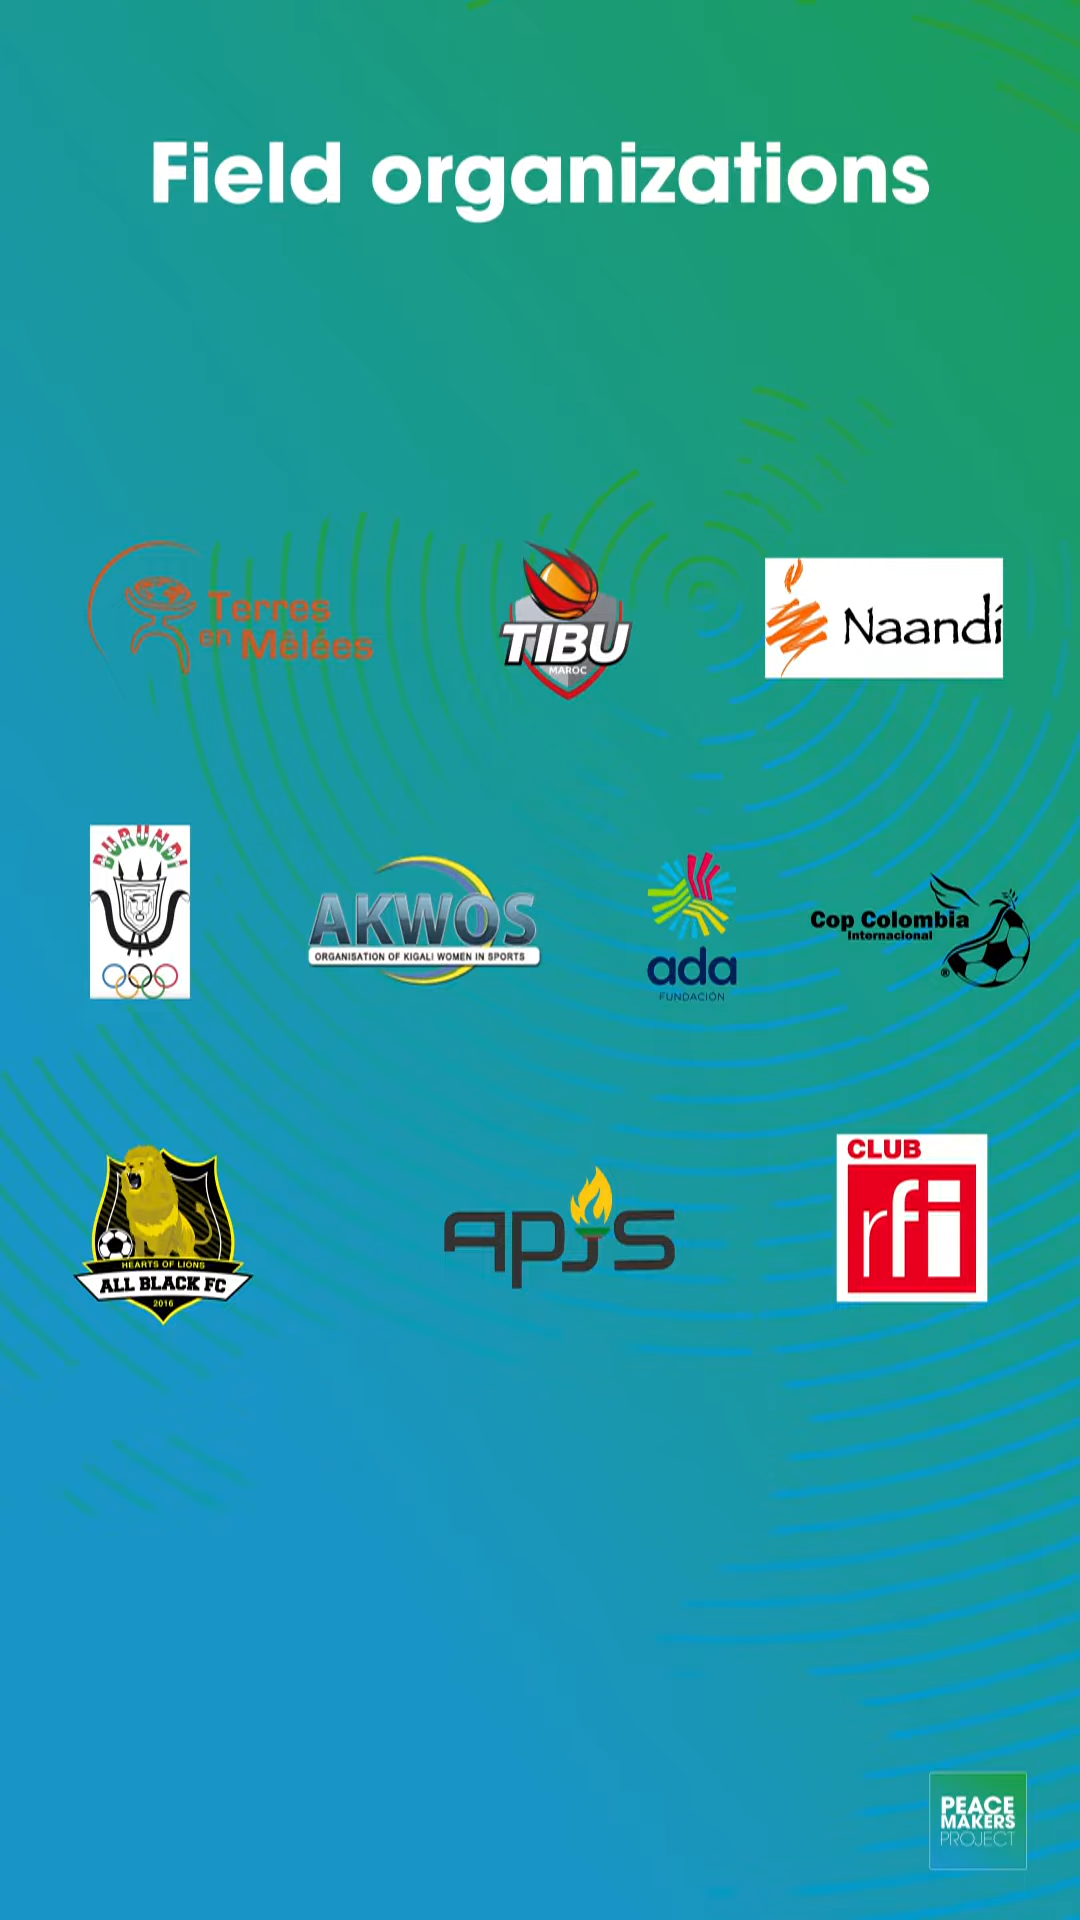 Field organizations
Terres
en Mêlées
TIBU
MAROC
Naandi
BURUNDI
AKWOS
ORGANISATION OF KIGALI WOMEN IN SPORTS
ada
FUNDACIÓN
Cop Colombia
Internacional
®
HEARTS OF LIONS
ALL BLACK FC
2016
APJS
CLUB
rfi
PEACE
MAKERS
PROJECT